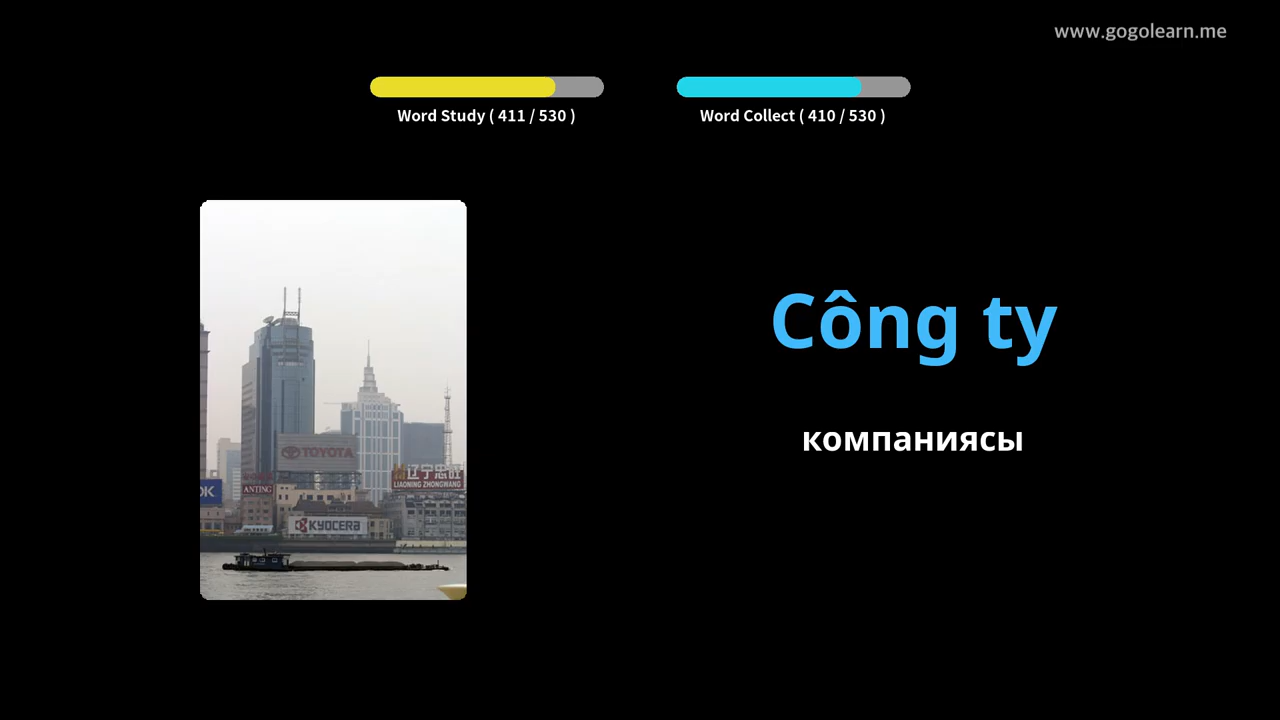 www.gogolearn.me
Word Study ( 411 / 530 )
Word Collect ( 410 / 530 )
Công ty
компаниясы
TOYOTA
辽宁忠旺
LIAONING ZHONGWANG
ANTING
OK
KYOCERA